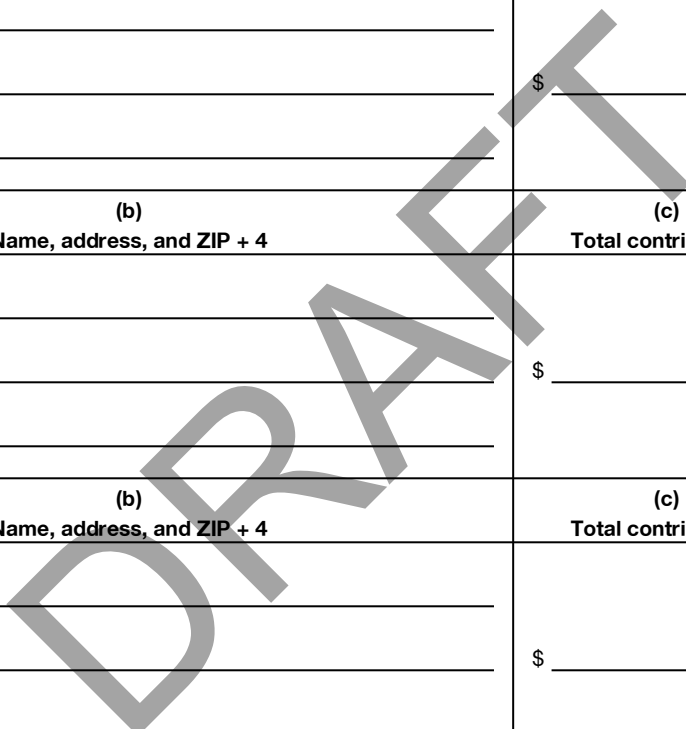 $
(b)
(c)
Name, address, and ZIP + 4
Total contri
$
(b)
(c)
Name, address, and ZIP + 4
Total contri
$
DRAFT